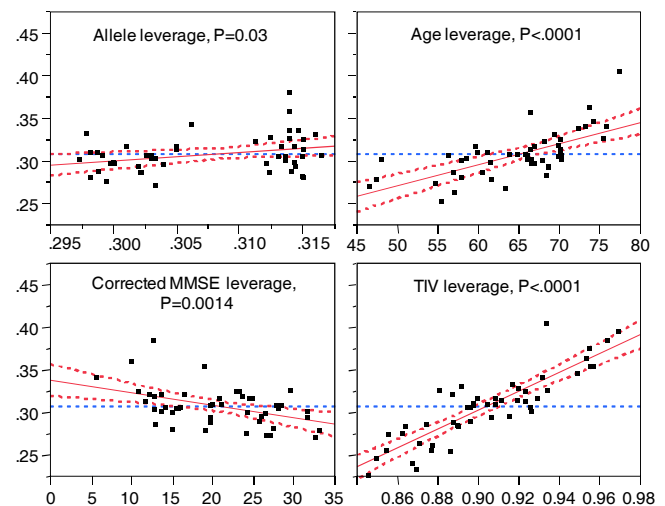 Allele leverage, P=0.03
.45
.40
.35
.30
.25
.295 .300 .305 .310 .315
Age leverage, P<.0001
45 50 55 60 65 70 75 80
Corrected MMSE leverage,
P=0.0014
.45
.40
.35
.30
.25
0 5 10 15 20 25 30 35
TIV leverage, P<.0001
0.86 0.88 0.90 0.92 0.94 0.96 0.98